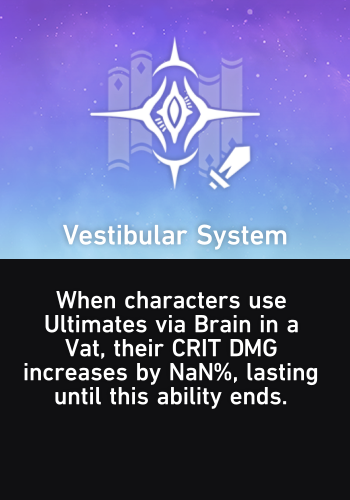 Vestibular System
When characters use
Ultimates via Brain in a
Vat, their CRIT DMG
increases by NaN%, lasting
until this ability ends.